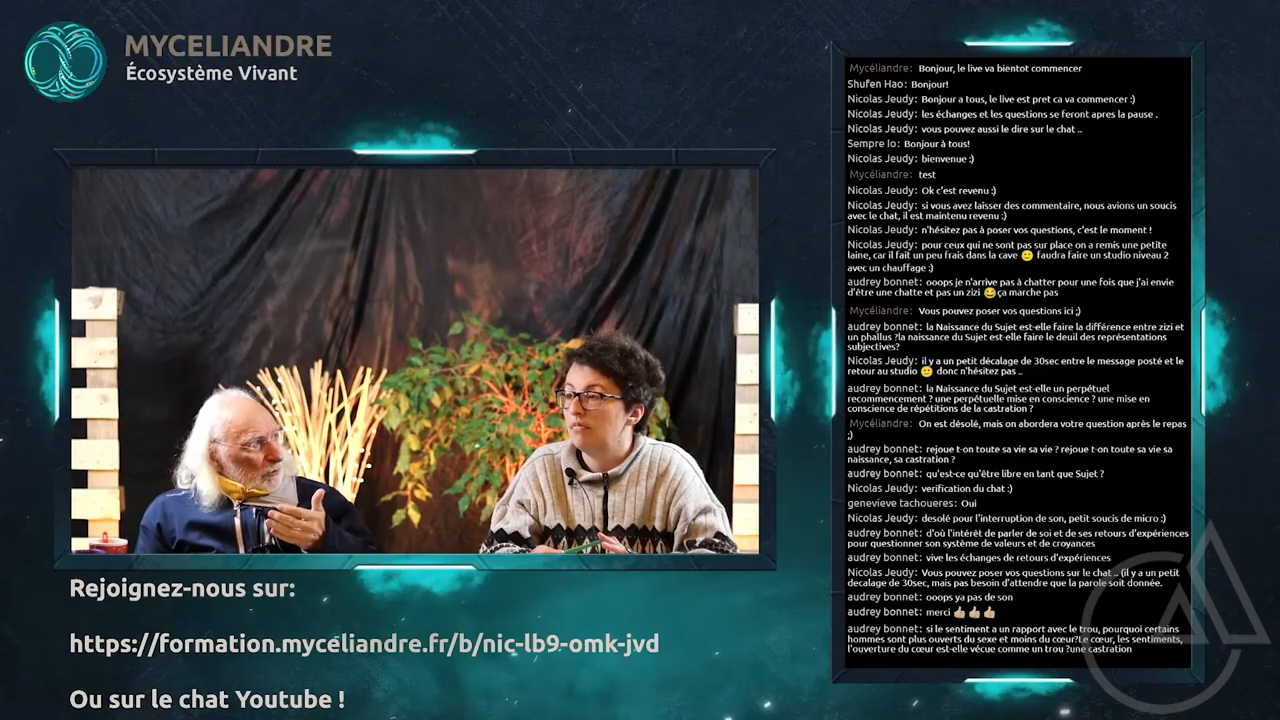 MYCELIANDRE
Écosystème Vivant
Mycéliandre: Bonjour, le live va bientot commencer
Shufen Hao: Bonjour!
Nicolas Jeudy: Bonjour a tous, le live est pret ca va commencer :)
Nicolas Jeudy: les échanges et les questions se feront apres la pause .
Nicolas Jeudy: vous pouvez aussi le dire sur le chat ..
Sempre Io: Bonjour à tous!
Nicolas Jeudy: bienvenue :)
Mycéliandre: test
Nicolas Jeudy: Ok c'est revenu :)
Nicolas Jeudy: si vous avez laisser des commentaire, nous avions un soucis
avec le chat, il est maintenu revenu :)
Nicolas Jeudy: n'hésitez pas à poser vos questions, c'est le moment !
Nicolas Jeudy: pour ceux qui ne sont pas sur place on a remis une petite
laine, car il fait un peu frais dans la cave 🙂 faudra faire un studio niveau 2
avec un chauffage :)
audrey bonnet: ooops je n'arrive pas à chatter pour une fois que j'ai envie
d'être une chatte et pas un zizi 😂ça marche pas
Mycéliandre: Vous pouvez poser vos questions ici ;)
audrey bonnet: la Naissance du Sujet est-elle faire la différence entre zizi et
un phallus ?la naissance du Sujet est-elle faire le deuil des représentations
subjectives?
Nicolas Jeudy: il y a un petit décalage de 30sec entre le message posté et le
retour au studio 🙂 donc n'hésitez pas ..
audrey bonnet: la Naissance du Sujet est-elle un perpétuel
recommencement ? une perpétuelle mise en conscience ? une mise en
conscience de répétitions de la castration ?
Mycéliandre: On est désolé, mais on abordera votre question après le repas
;)
audrey bonnet: rejoue t-on toute sa vie sa vie ? rejoue t-on toute sa vie sa
naissance, sa castration ?
audrey bonnet: qu'est-ce qu'être libre en tant que Sujet ?
Nicolas Jeudy: verification du chat :)
genevieve tachoueres: Oui
Nicolas Jeudy: desolé pour l'interruption de son, petit soucis de micro :)
audrey bonnet: d'où l'intérêt de parler de soi et de ses retours d'expériences
pour questionner son système de valeurs et de croyances
audrey bonnet: vive les échanges de retours d'expériences
Nicolas Jeudy: Vous pouvez poser vos questions sur le chat .. (il y a un petit
decalage de 30sec, mais pas besoin d'attendre que la parole soit donnée.
audrey bonnet: ooops ya pas de son
audrey bonnet: merci 👍🏼👍🏼👍🏼
audrey bonnet: si le sentiment a un rapport avec le trou, pourquoi certains
hommes sont plus ouverts du sexe et moins du cœur?Le cœur, les sentiments,
l'ouverture du cœur est-elle vécue comme un trou ?une castration
Rejoignez-nous sur:
https://formation.myceliandre.fr/b/nic-lb9-omk-jvd
Ou sur le chat Youtube !